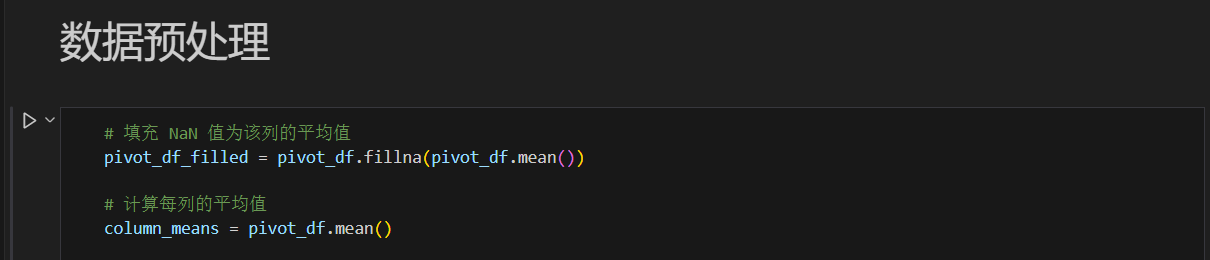 数据预处理
# 填充 NaN 值为该列的平均值
pivot_df_filled = pivot_df.fillna(pivot_df.mean())
# 计算每列的平均值
column_means = pivot_df.mean()